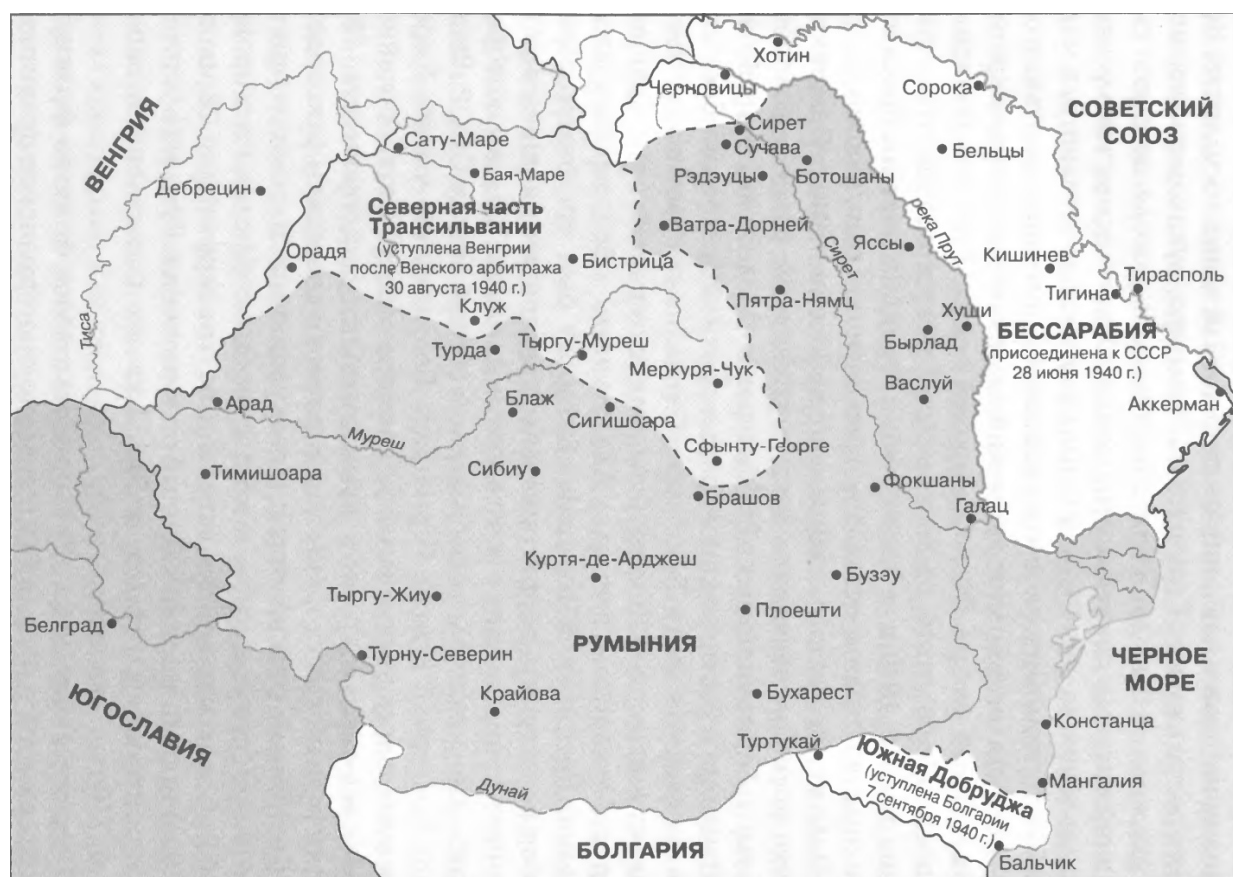 Хотин
Черновицы
Сорока
СОВЕТСКИЙ
СОЮЗ
ВЕНГРИЯ
Сату-Маре
Сирет
Сучава
Бельцы
Бая-Маре
Рэдэуцы
Ботошаны
Дебрецин
Северная часть
Трансильвании
(уступлена Венгрии
после Венского арбитража
30 августа 1940 г.)
Ватра-Дорней
река Прут
Сирет
Яссы
Орадя
Бистрица
Кишинев
Тирасполь
Тигина
Пятра-Нямц
Тиса
Клуж
Хуши
БЕССАРАБИЯ
(присоединена к СССР
28 июня 1940 г.)
Турда
Тыргу-Муреш
Бырлад
Меркуря-Чук
Васлуй
Арад
Блаж
Сигишоара
Аккерман
Муреш
Сфынту-Георге
Тимишоара
Сибиу
Брашов
Фокшаны
Галац
Куртя-де-Арджеш
Бузэу
Тыргу-Жиу
Плоешти
Белград
РУМЫНИЯ
Турну-Северин
ЧЕРНОЕ
МОРЕ
ЮГОСЛАВИЯ
Крайова
Бухарест
Констанца
Туртукай
Южная Добруджа
(уступлена Болгарии
7 сентября 1940 г.)
Мангалия
Дунай
БОЛГАРИЯ
Бальчик